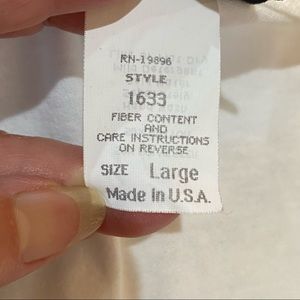 RN-19896
STYLE
1633
FIBER CONTENT
AND
CARE INSTRUCTIONS
ON REVERSE
SIZE Large
Made In U.S.A.